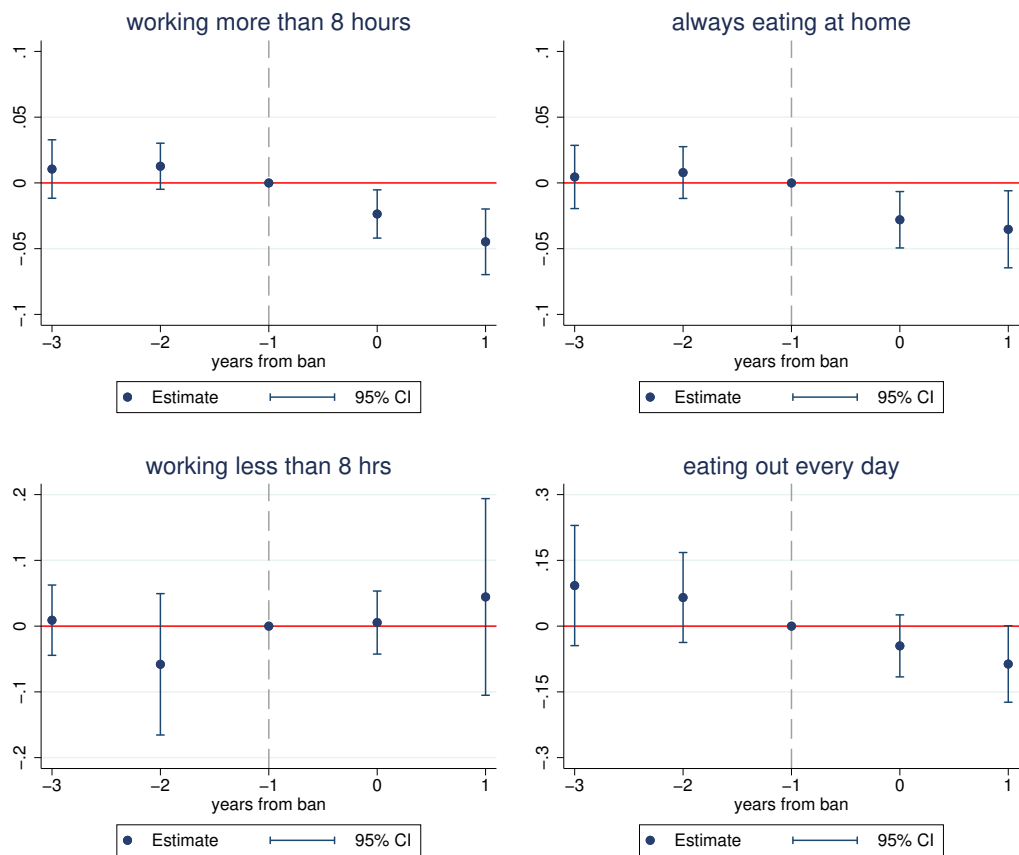 working more than 8 hours
.1
.05
0
-.05
-.1
−3 −2 −1 0 1
years from ban
Estimate 95% CI
always eating at home
.1
.05
0
-.05
-.1
−3 −2 −1 0 1
years from ban
Estimate 95% CI
working less than 8 hrs
.2
.1
0
-.1
-.2
−3 −2 −1 0 1
years from ban
Estimate 95% CI
eating out every day
.3
.15
0
-.15
-.3
−3 −2 −1 0 1
years from ban
Estimate 95% CI